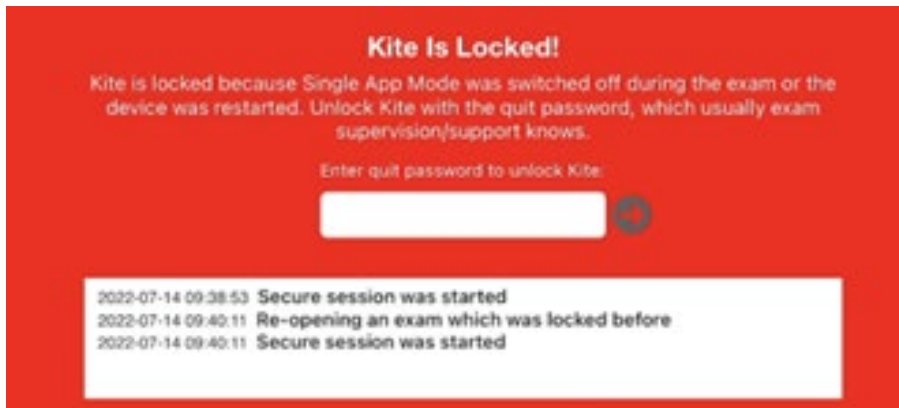 Kite Is Locked!
Kite is locked because Single App Mode was switched off during the exam or the
device was restarted. Unlock Kite with the quit password, which usually exam
supervision/support knows.
Enter quit password to unlock Kite:
2022-07-14 09:38:53 Secure session was started
2022-07-14 09:40:11 Re-opening an exam which was locked before
2022-07-14 09:40:11 Secure session was started